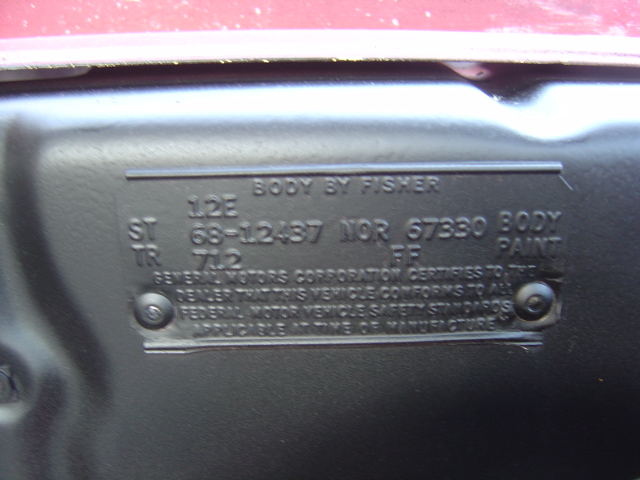 BODY BY FISHER
12E
ST 68-12437 NOR 67330 BODY
TR 712 FF PAINT
GENERAL MOTORS CORPORATION CERTIFIES TO THE
DEALER THAT THIS VEHICLE CONFORMS TO ALL
FEDERAL MOTOR VEHICLE SAFETY STANDARDS
APPLICABLE AT TIME OF MANUFACTURE